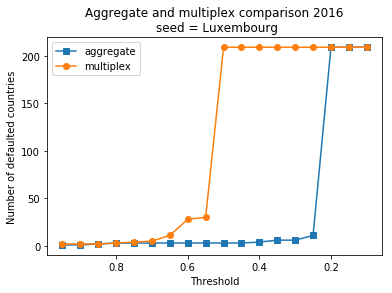 Aggregate and multiplex comparison 2016
seed = Luxembourg
aggregate
multiplex
Number of defaulted countries
200
150
100
50
0
0.8 0.6 0.4 0.2
Threshold